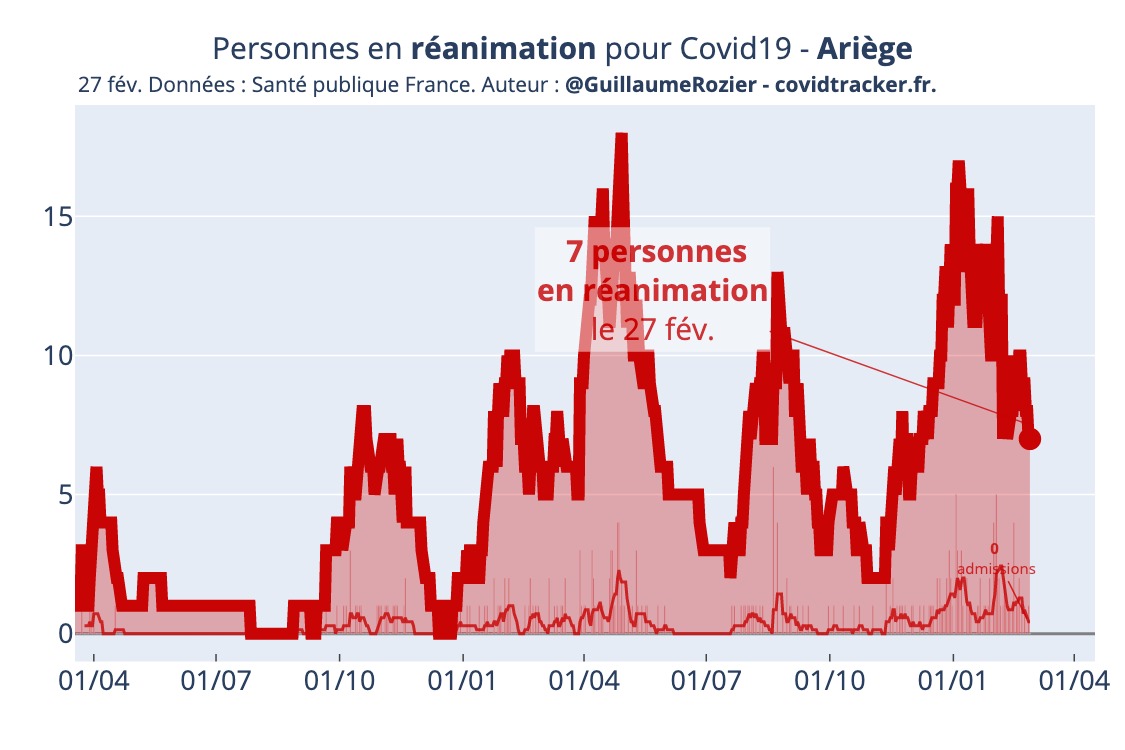 Personnes en réanimation pour Covid19 - Ariège
27 fév. Données : Santé publique France. Auteur : @GuillaumeRozier - covidtracker.fr.
15
10
5
0
7 personnes
en réanimation
le 27 fév.
0
admissions
01/04
01/07
01/10
01/01
01/04
01/07
01/10
01/01
01/04